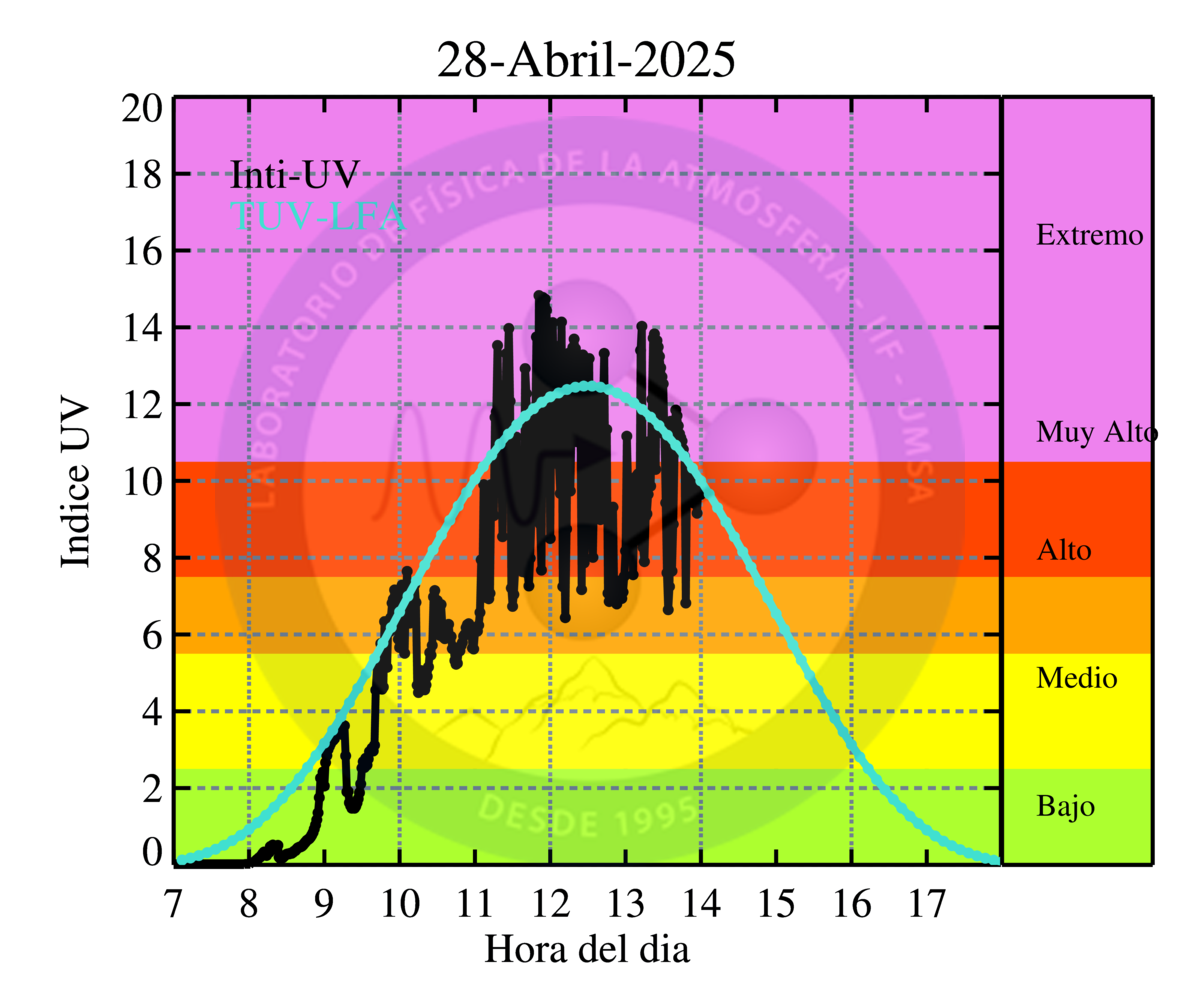 28-Abril-2025
Indice UV
20
18
16
14
12
10
8
6
4
2
0
Inti-UV
TUV-LFA
LABORATORIO DE FÍSICA DE LA ATMÓSFERA - IIF - UMSA
DESDE 1995
Extremo
Muy Alto
Alto
Medio
Bajo
7 8 9 10 11 12 13 14 15 16 17
Hora del dia